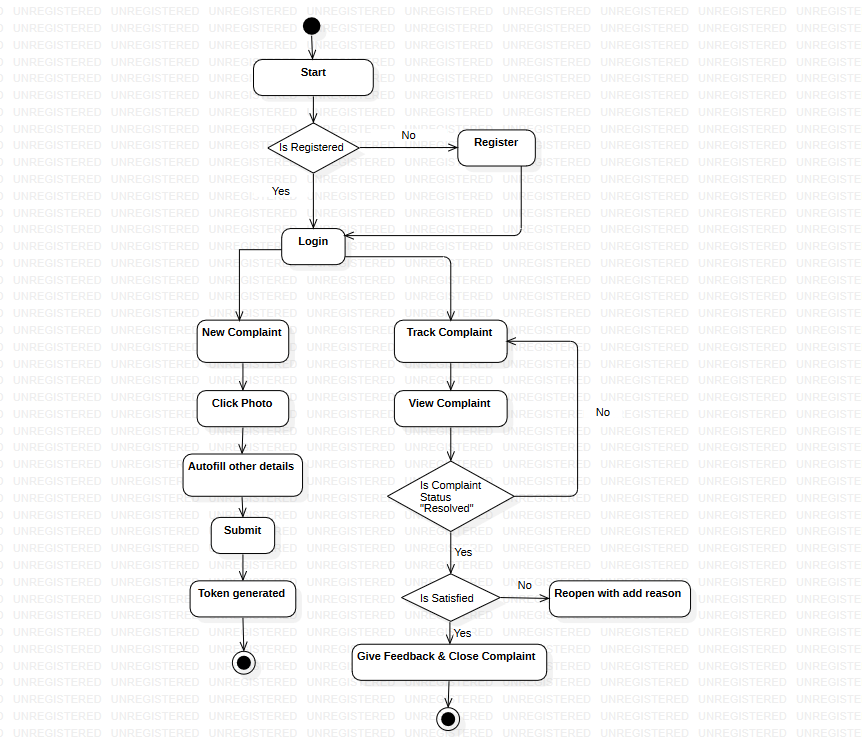 Start
Is Registered
No
Register
Yes
Login
New Complaint
Track Complaint
Click Photo
View Complaint
No
Autofill other details
Is Complaint
Status
"Resolved"
Submit
Yes
Token generated
Is Satisfied
No
Reopen with add reason
Yes
Give Feedback & Close Complaint
UNREGISTERED